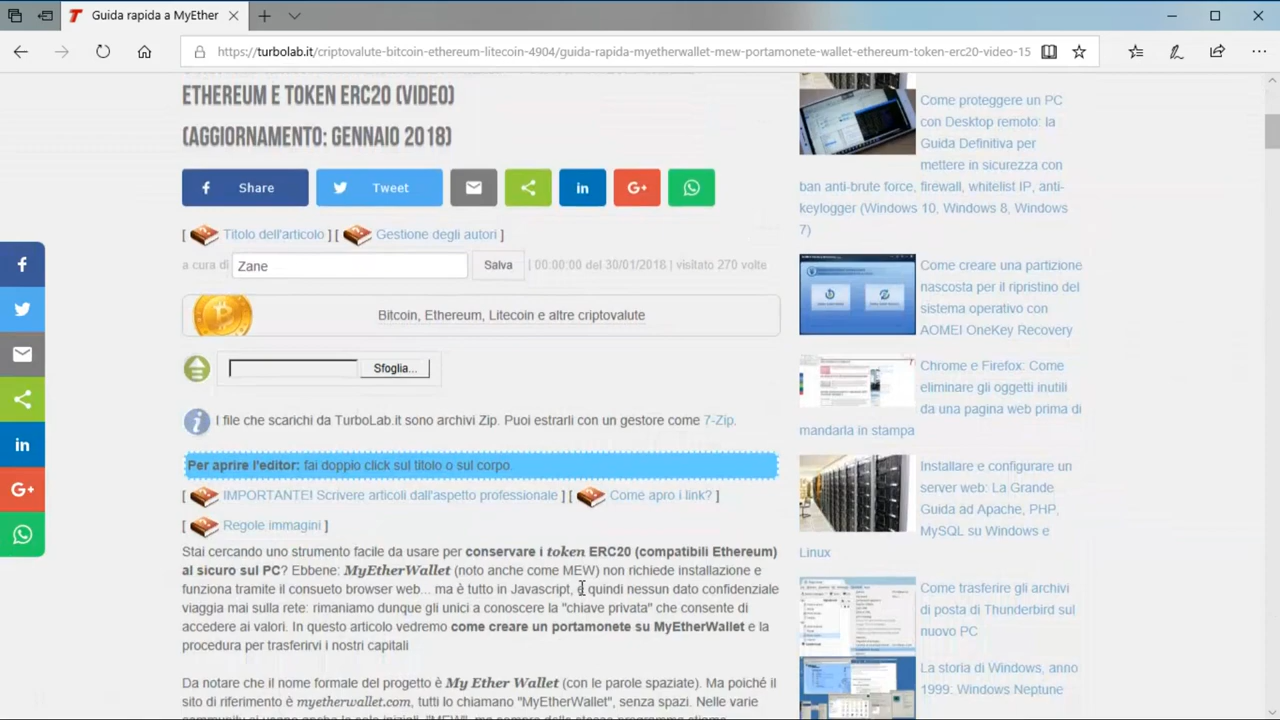 Guida rapida a MyEther
https://turbolab.it/criptovalute-bitcoin-ethereum-litecoin-4904/guida-rapida-myetherwallet-mew-portamonete-wallet-ethereum-token-erc20-video-15
ETHEREUM E TOKEN ERC20 (VIDEO)
(AGGIORNAMENTO: GENNAIO 2018)
Share
Tweet
[ Titolo dell'articolo ] [ Gestione degli autori ]
a cura di Zane Salva | 00:00:00 del 30/01/2018 | visitato 270 volte
Bitcoin, Ethereum, Litecoin e altre criptovalute
Sfoglia...
I file che scarichi da TurboLab.it sono archivi Zip. Puoi estrarli con un gestore come 7-Zip.
Per aprire l'editor: fai doppio click sul titolo o sul corpo.
[ IMPORTANTE! Scrivere articoli dall'aspetto professionale ] [ Come apro i link? ]
[ Regole immagini ]
Stai cercando uno strumento facile da usare per conservare i token ERC20 (compatibili Ethereum)
al sicuro sul PC? Ebbene: MyEtherWallet (noto anche come MEW) non richiede installazione e
funziona tramite il comune browser web, ma è tutto in Javascript: quindi nessun dato confidenziale
viaggia mai sulla rete: rimaniamo dunque i soli a conoscere la "chiave privata" che consente di
accedere ai valori. In questo articolo vedremo come creare un portamonete su MyEtherWallet e la
procedura per trasferirvi i nostri capitali
Da notare che il nome formale del progetto è My Ether Wallet (con le parole spaziate). Ma poiché il
sito di riferimento è myetherwallet.com, tutti lo chiamano "MyEtherWallet", senza spazi. Nelle varie
Come proteggere un PC
con Desktop remoto: la
Guida Definitiva per
mettere in sicurezza con
ban anti-brute force, firewall, whitelist IP, anti-
keylogger (Windows 10, Windows 8, Windows
7)
Come creare una partizione
nascosta per il ripristino del
sistema operativo con
AOMEI OneKey Recovery
Chrome e Firefox: Come
eliminare gli oggetti inutili
da una pagina web prima di
mandarla in stampa
Installare e configurare un
server web: La Grande
Guida ad Apache, PHP,
MySQL su Windows e
Linux
Come trasferire gli archivi
di posta di Thunderbird sul
nuovo PC.
La storia di Windows, anno
1999: Windows Neptune